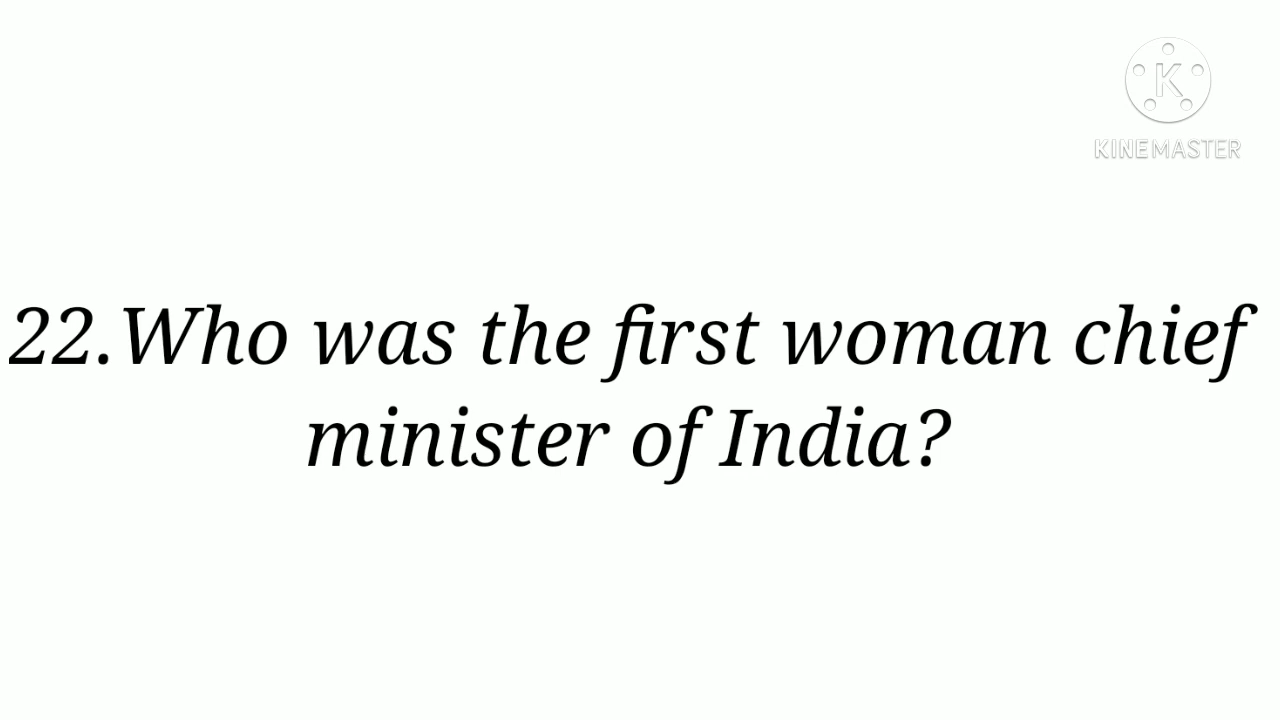 K
KINEMASTER
22.Who was the first woman chief
minister of India?